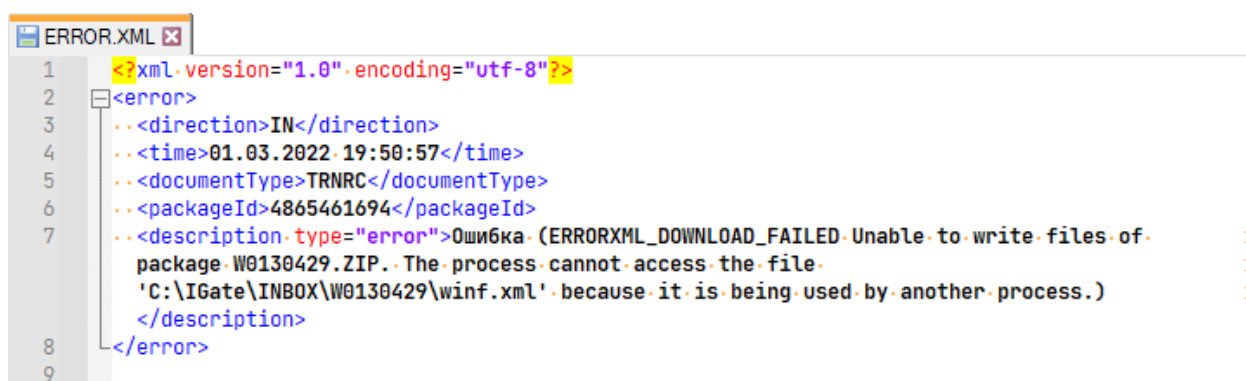 ERROR.XML
1 <?xml version="1.0" encoding="utf-8"?>
2 <error>
3 <direction>IN</direction>
4 <time>01.03.2022 19:50:57</time>
5 <documentType>TRNRC</documentType>
6 <packageId>4865461694</packageId>
7 <description type="error">Ошибка (ERRORXML_DOWNLOAD_FAILED Unable to write files of
package W0130429.ZIP. The process cannot access the file
'C:\IGate\INBOX\W0130429\winf.xml' because it is being used by another process.)
</description>
8 </error>
9